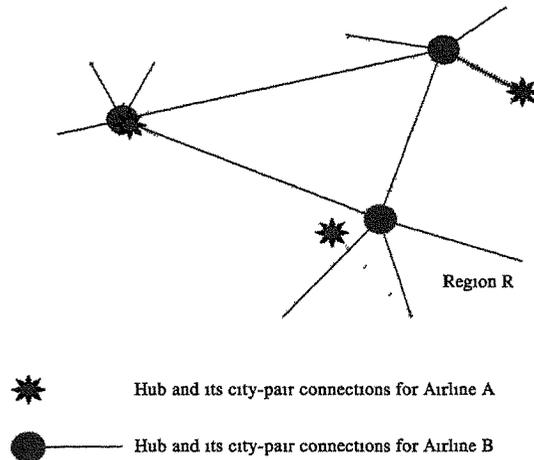 Region R
Hub and its city-pair connections for Airline A
Hub and its city-pair connections for Airline B